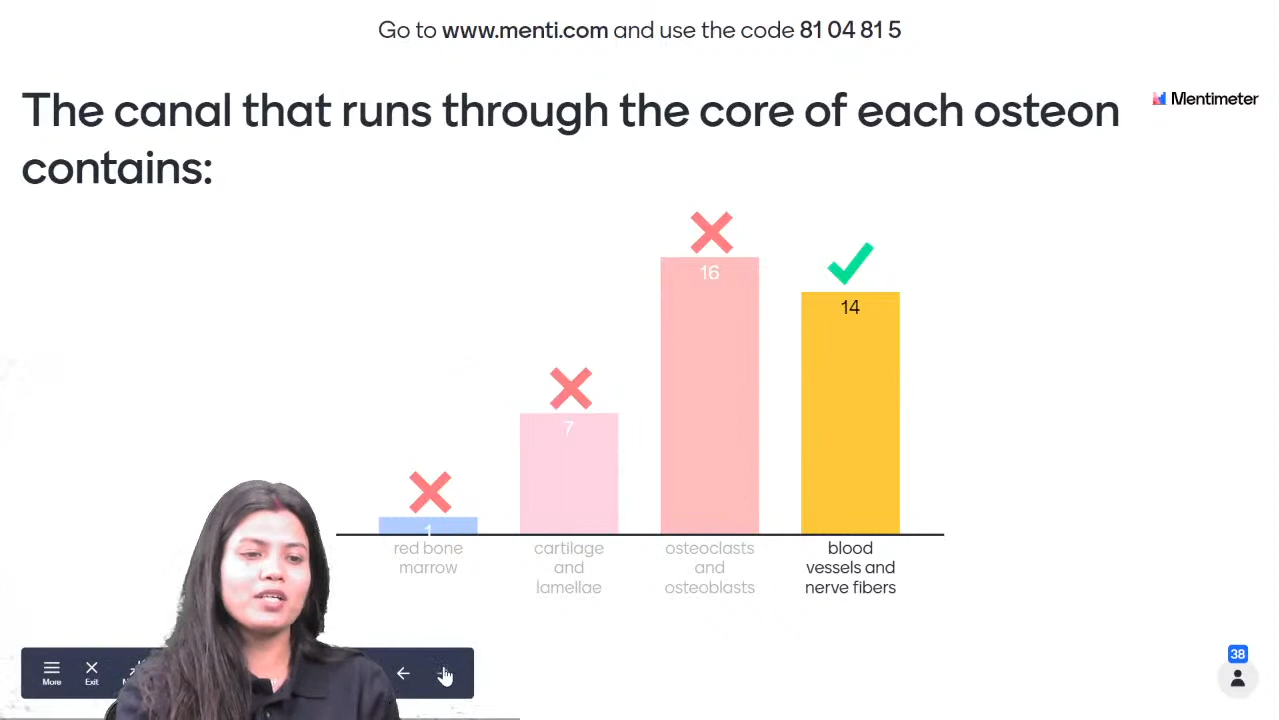 Go to www.menti.com and use the code 81 04 81 5
The canal that runs through the core of each osteon
contains:
Mentimeter
16
14
7
1
red bone
marrow
cartilage
and
lamellae
osteoclasts
and
osteoblasts
blood
vessels and
nerve fibers
38
More
Exit